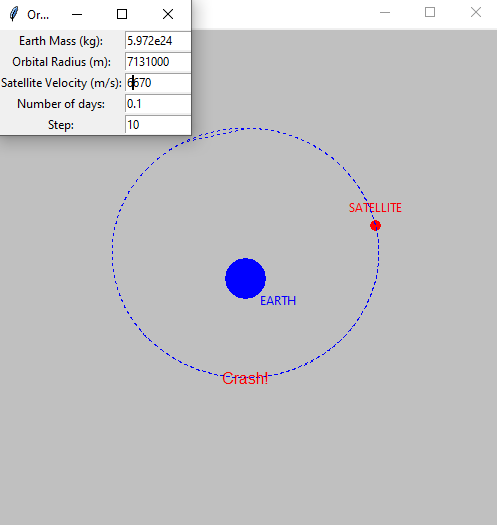 Or...
Earth Mass (kg): 5.972e24
Orbital Radius (m): 7131000
Satellite Velocity (m/s): 6670
Number of days: 0.1
Step: 10
SATELLITE
EARTH
Crash!